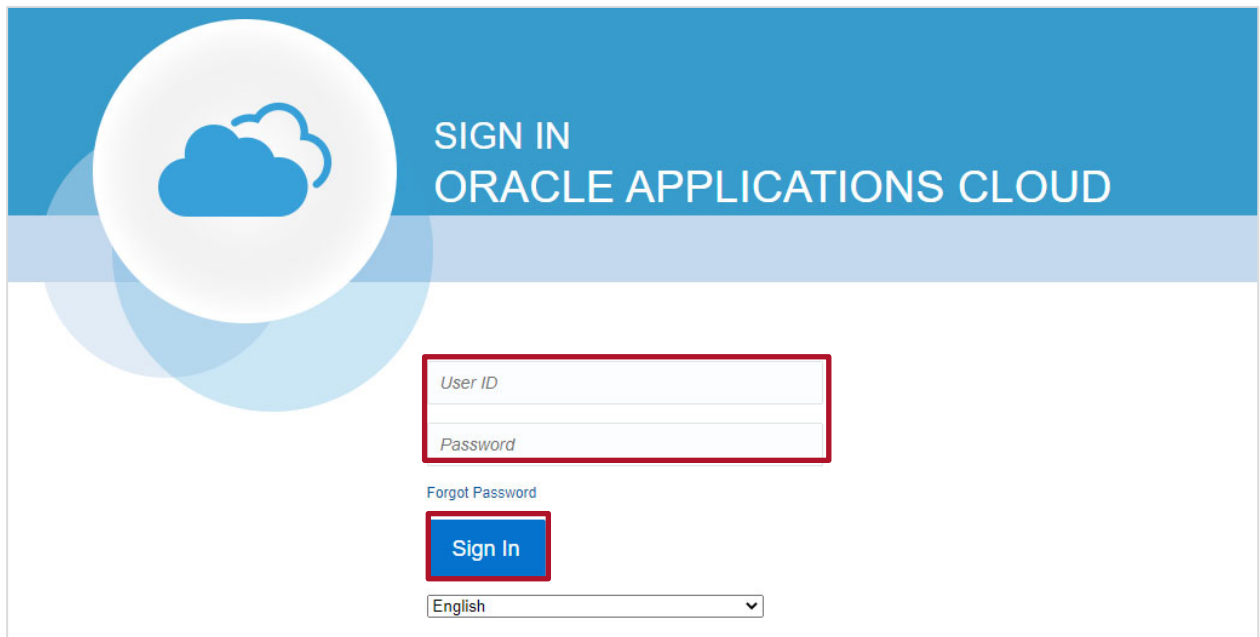 SIGN IN
ORACLE APPLICATIONS CLOUD
User ID
Password
Forgot Password
Sign In
English